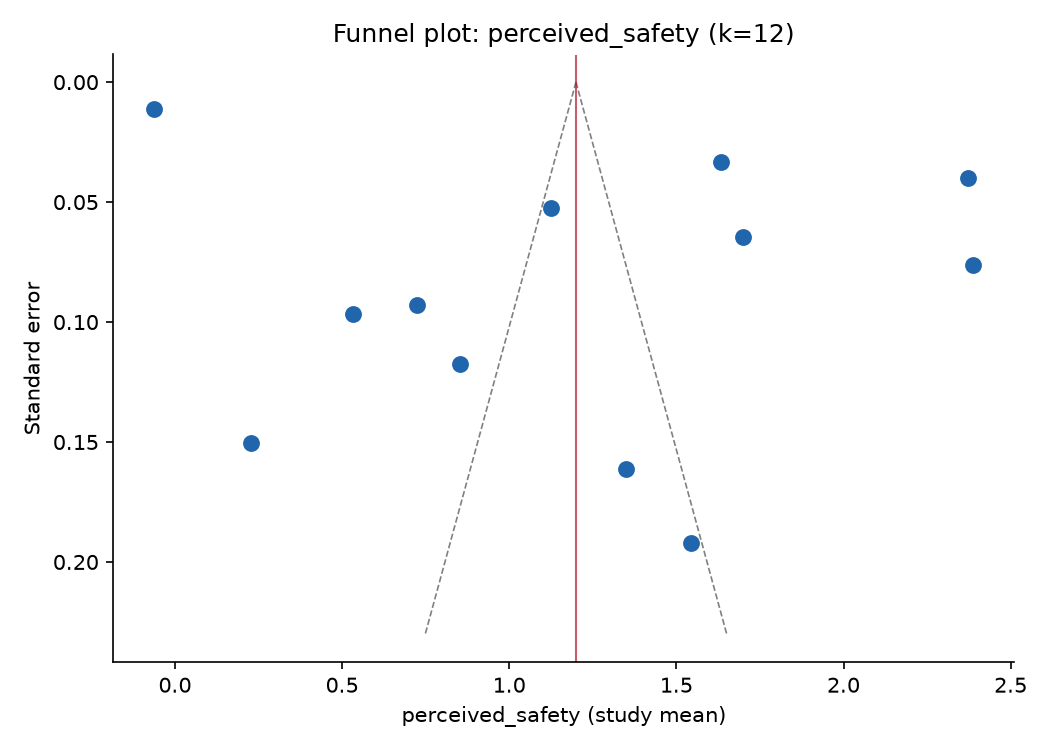 Funnel plot: perceived_safety (k=12)
Standard error
0.00
0.05
0.10
0.15
0.20
0.0 0.5 1.0 1.5 2.0 2.5
perceived_safety (study mean)